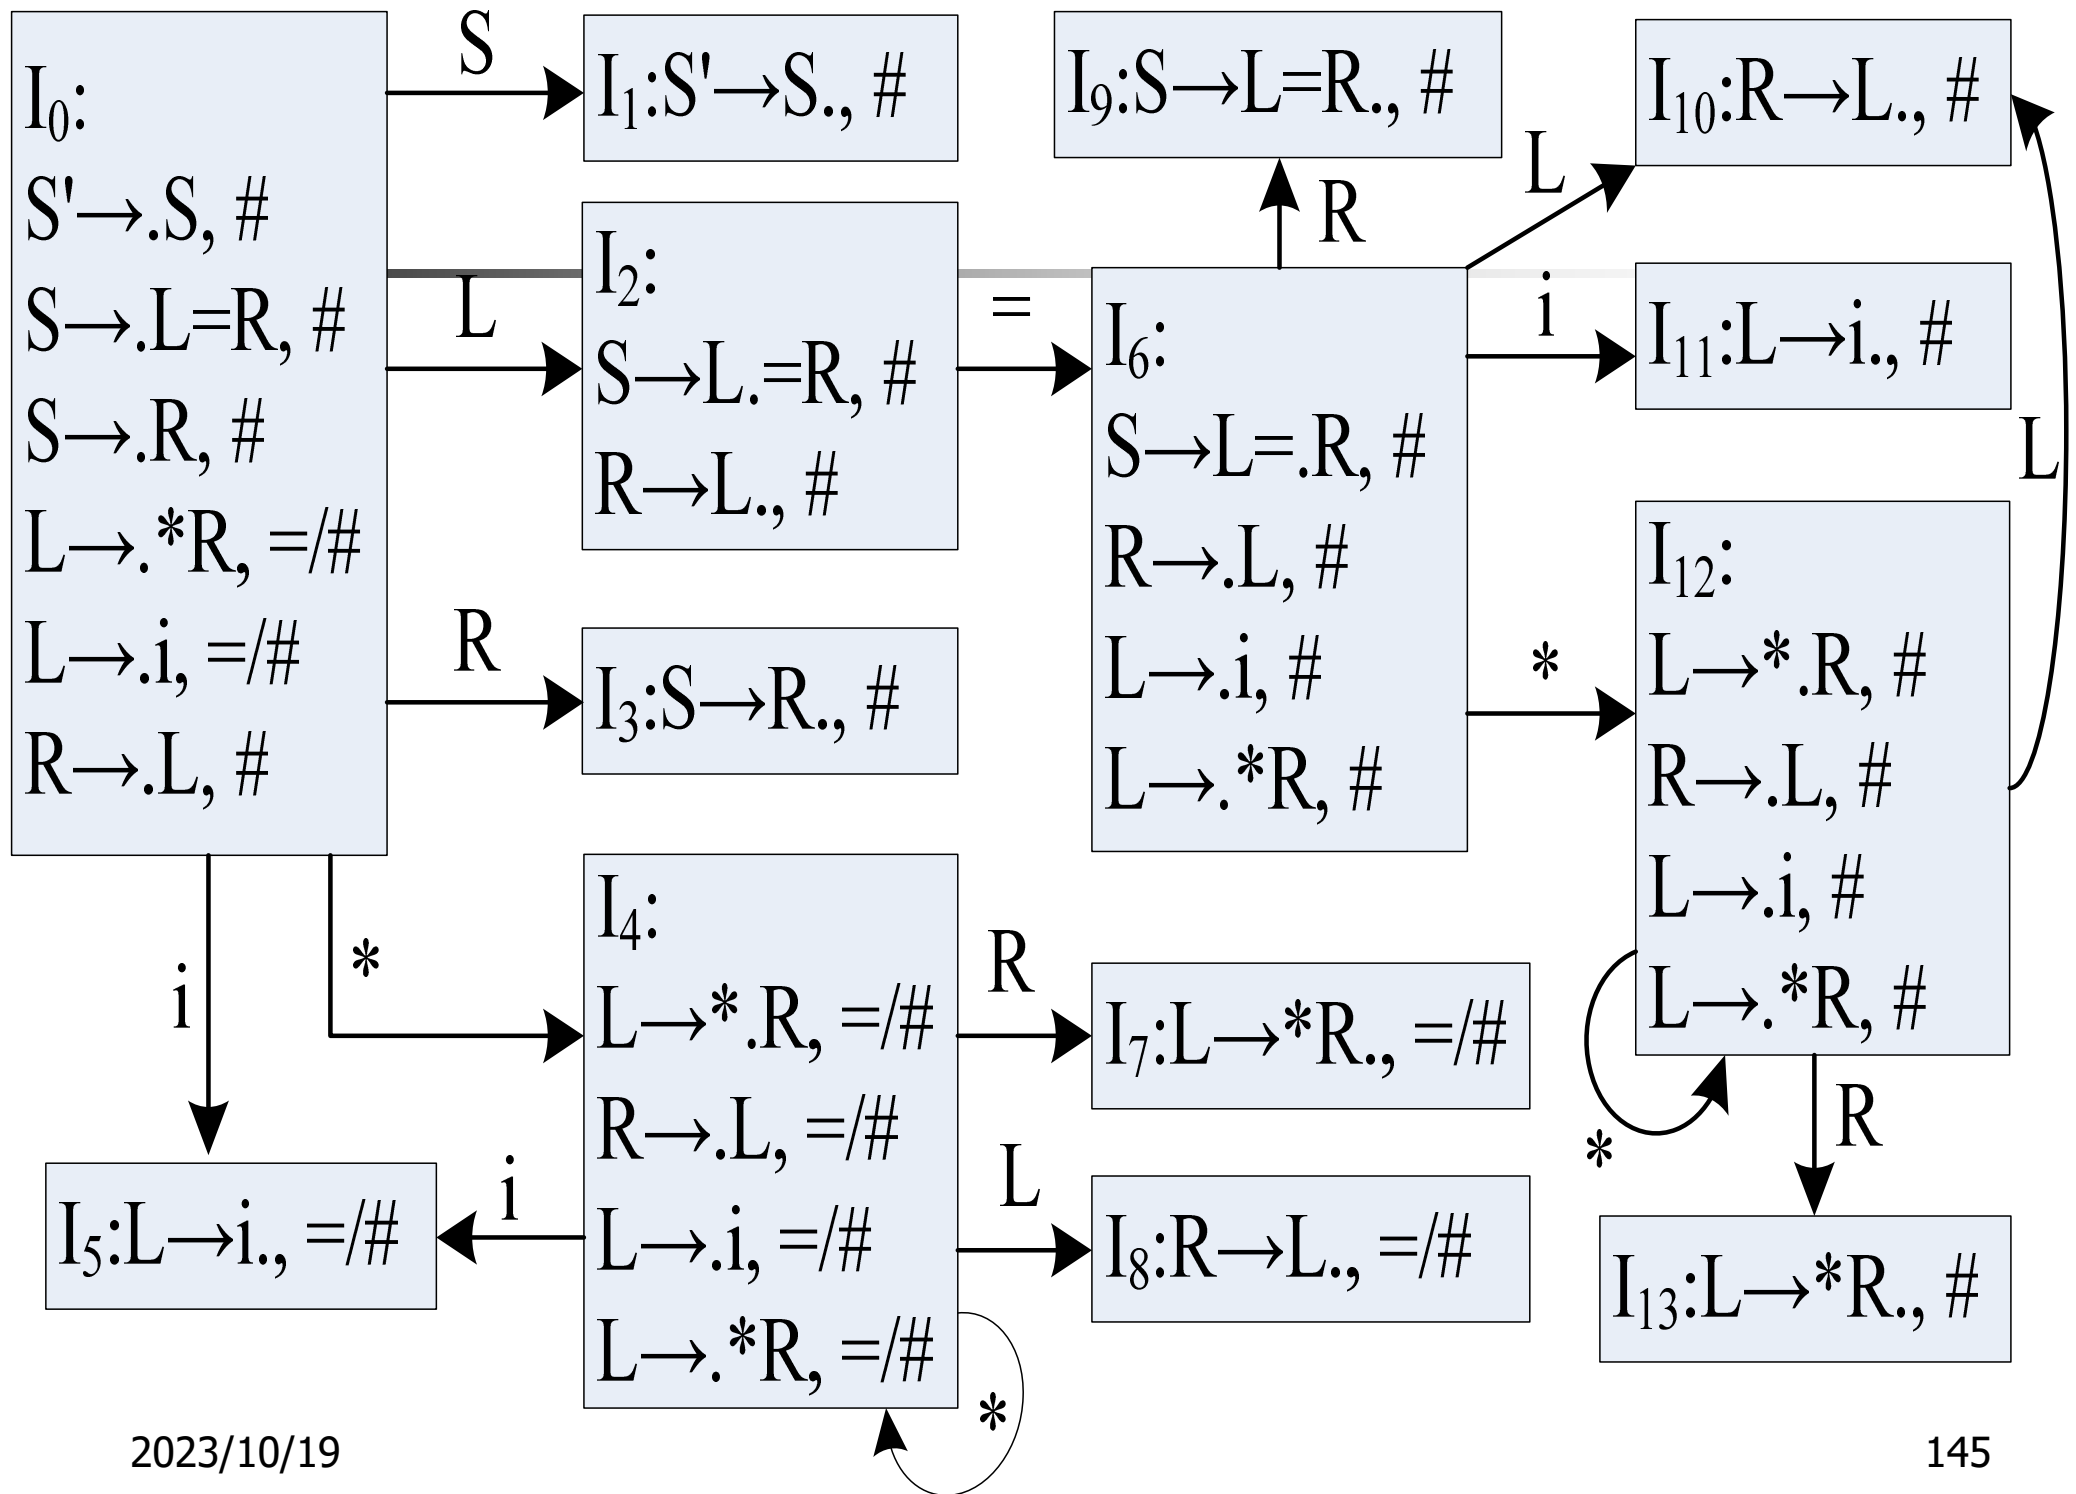 I0:
S'→.S, #
S→.L=R, #
S→.R, #
L→.*R, =/#
L→.i, =/#
R→.L, #
S
I1:S'→S., #
L
I2:
S→L.=R, #
R→L., #
R
I3:S→R., #
i
*
I4:
L→*.R, =/#
R→.L, =/#
L→.i, =/#
L→.*R, =/#
i
I5:L→i., =/#
=
I6:
S→L=.R, #
R→.L, #
L→.i, #
L→.*R, #
R
I7:L→*R., =/#
L
I8:R→L., =/#
*
R
I9:S→L=R., #
L
I10:R→L., #
i
I11:L→i., #
*
I12:
L→*.R, #
R→.L, #
L→.i, #
L→.*R, #
L
*
R
I13:L→*R., #
2023/10/19
145